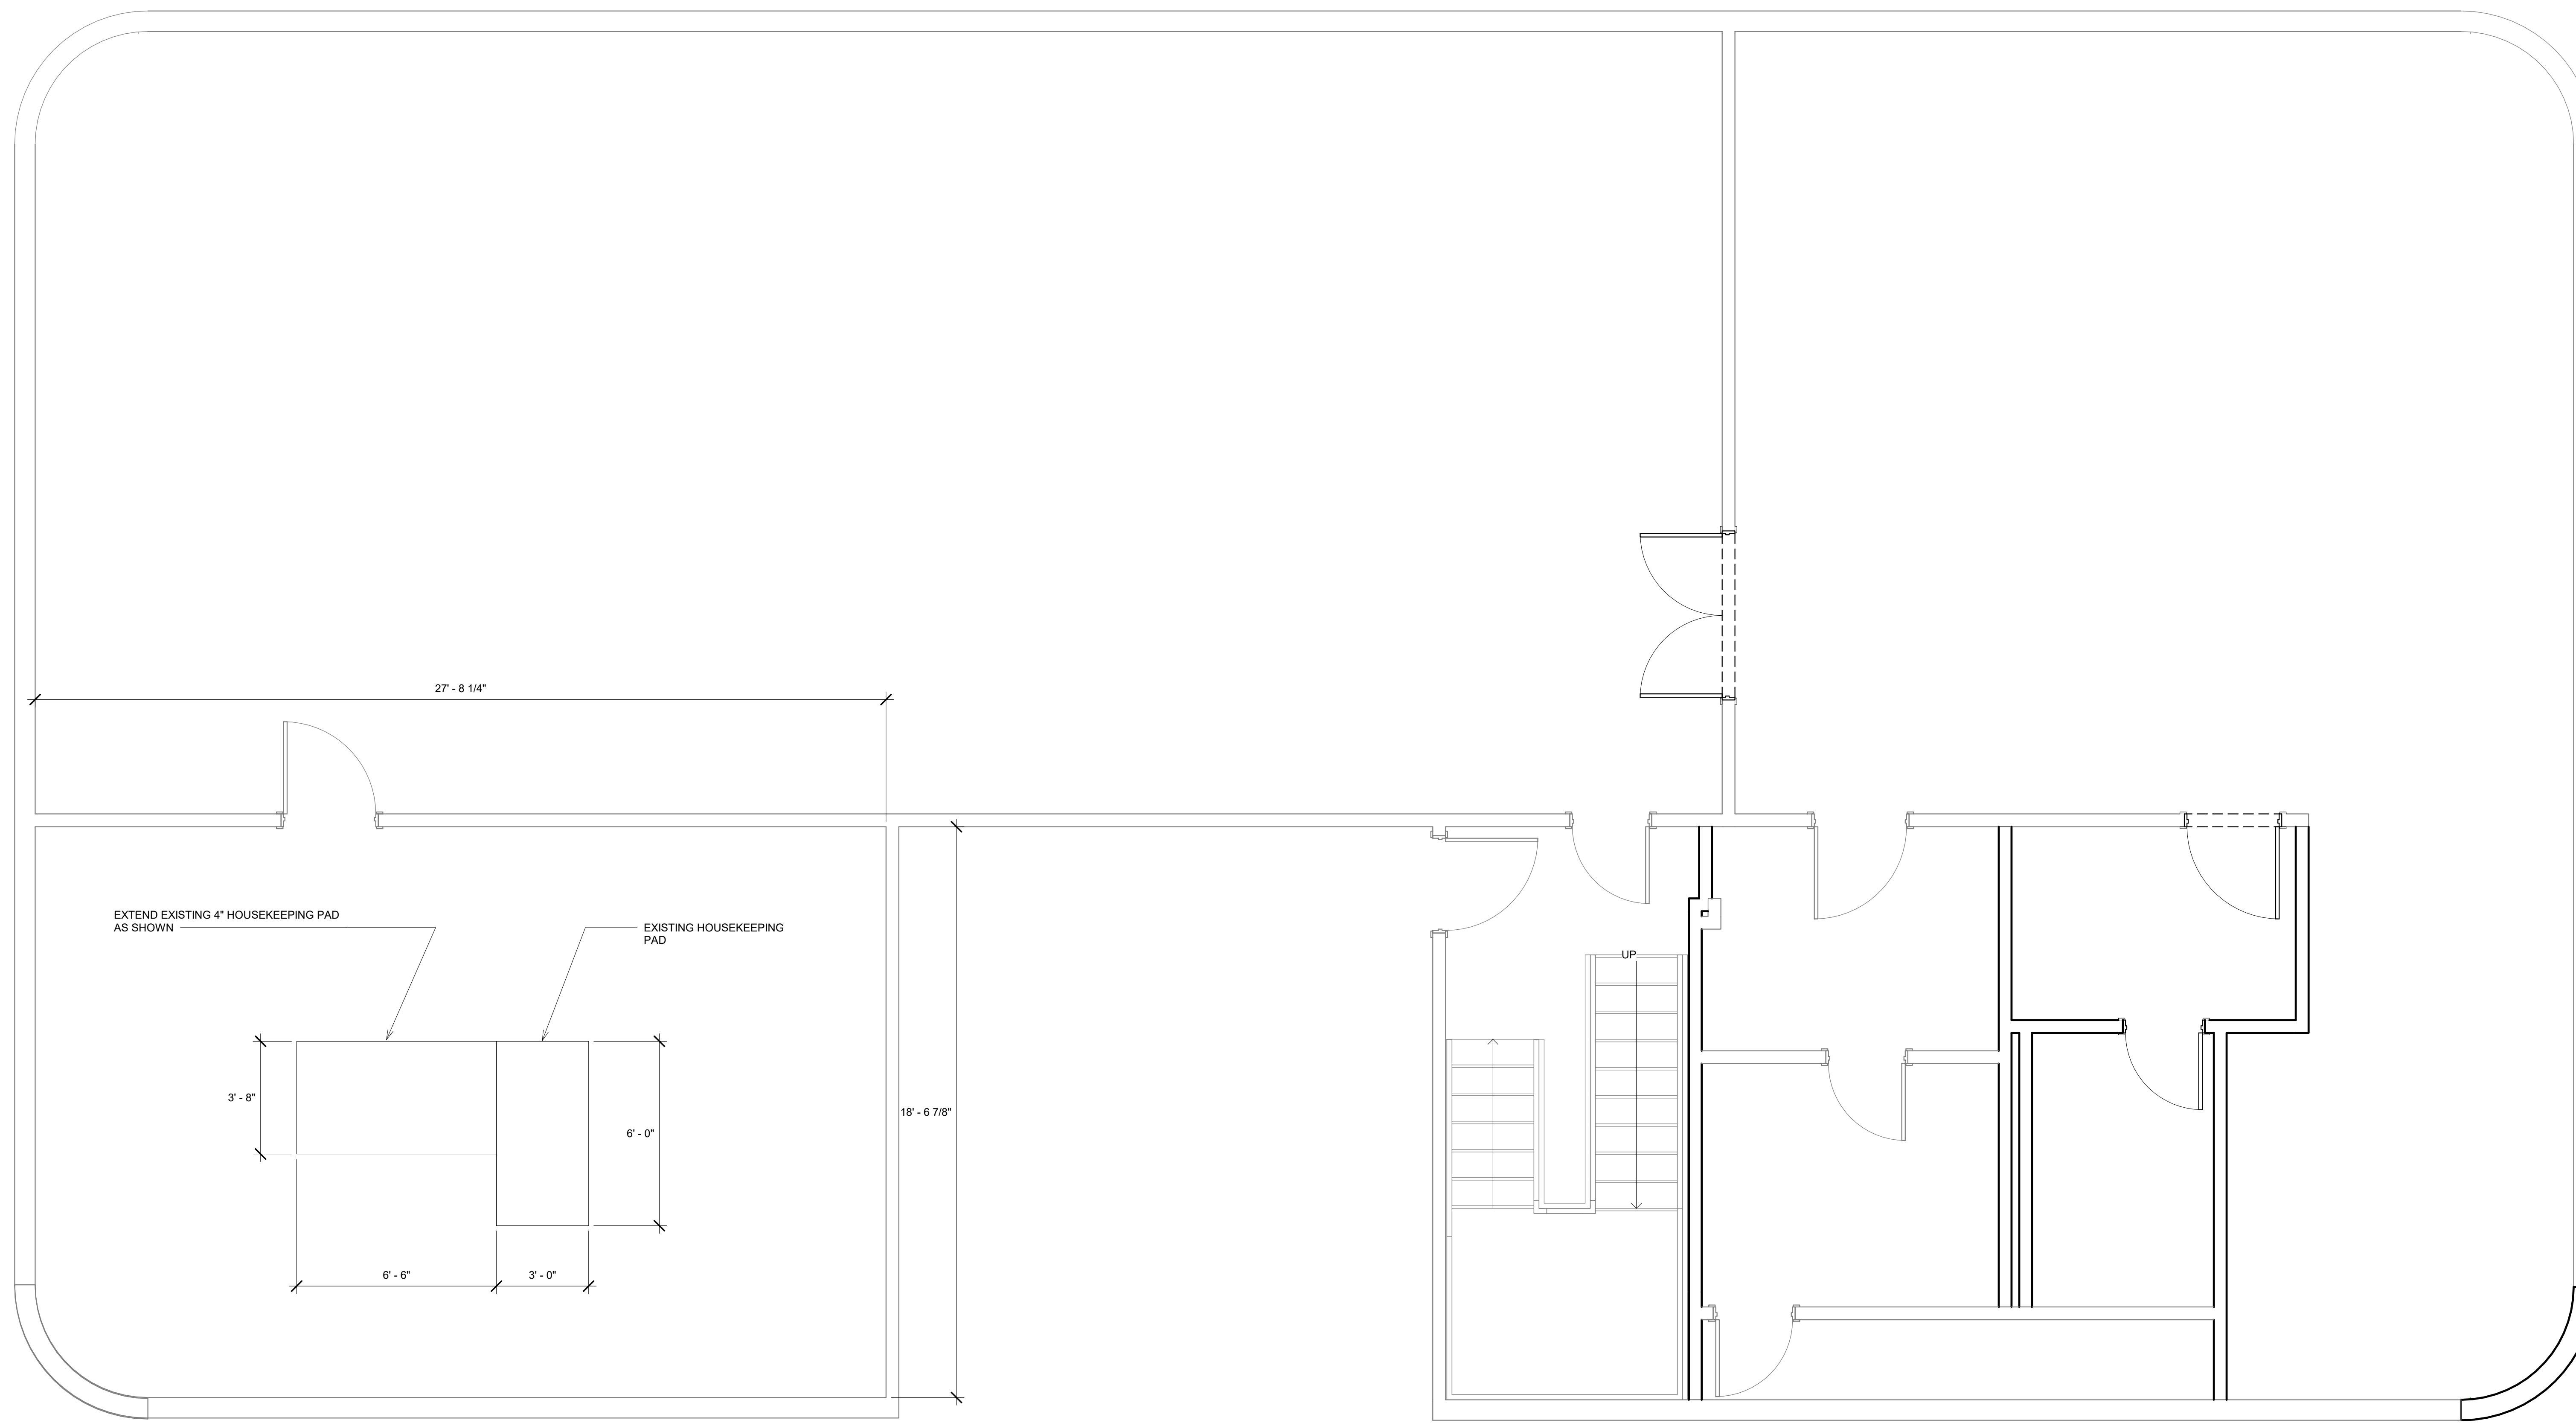 27' - 8 1/4"
EXTEND EXISTING 4" HOUSEKEEPING PAD
AS SHOWN
EXISTING HOUSEKEEPING
PAD
UP
3' - 8"
18' - 6 7/8"
6' - 0"
6' - 6"
3' - 0"